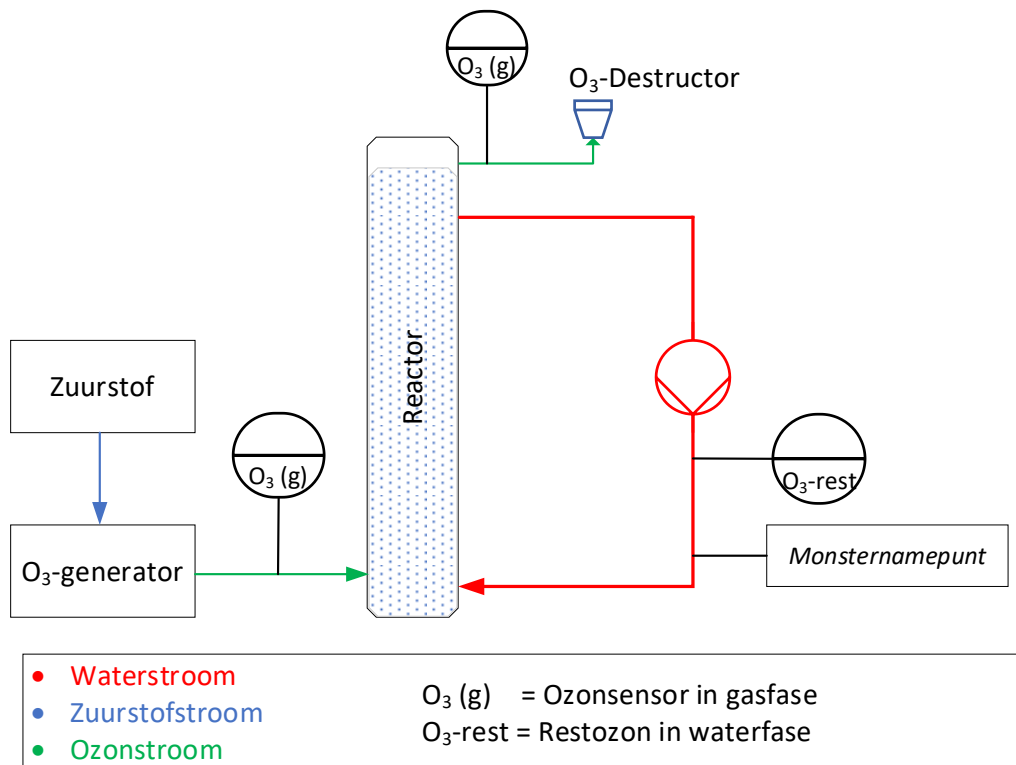 O₃ (g)
O₃-Destructor
Reactor
Zuurstof
O₃ (g)
O₃-rest
O₃-generator
Monsternamepunt
• Waterstroom
• Zuurstofstroom
• Ozonstroom
O₃ (g) = Ozonsensor in gasfase
O₃-rest = Restozon in waterfase